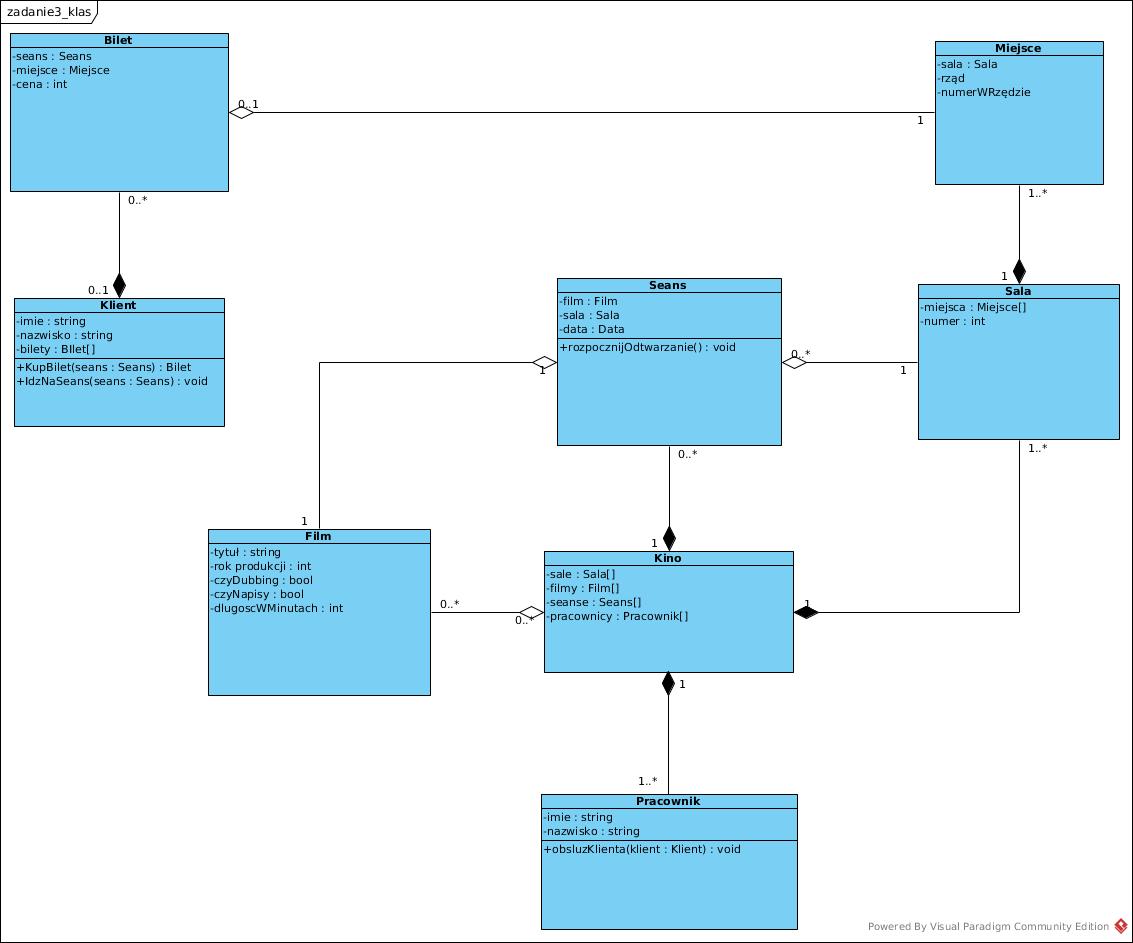 zadanie3_klas
Bilet
-seans : Seans
-miejsce : Miejsce
-cena : int
Miejsce
-sala : Sala
-rząd
-numerWRzędzie
0..1
1
0..*
0..1
1..*
1
Klient
-imie : string
-nazwisko : string
-bilety : BIlet[]
+KupBilet(seans : Seans) : Bilet
+IdzNaSeans(seans : Seans) : void
Seans
-film : Film
-sala : Sala
-data : Data
+rozpocznijOdtwarzanie() : void
Sala
-miejsca : Miejsce[]
-numer : int
1
0..*
1
0..*
1..*
1
1
Film
-tytuł : string
-rok produkcji : int
-czyDubbing : bool
-czyNapisy : bool
-dlugoscWMinutach : int
Kino
-sale : Sala[]
-filmy : Film[]
-seanse : Seans[]
-pracownicy : Pracownik[]
0..*
0..*
1
1
1..*
Pracownik
-imie : string
-nazwisko : string
+obsluzKlienta(klient : Klient) : void
Powered By Visual Paradigm Community Edition